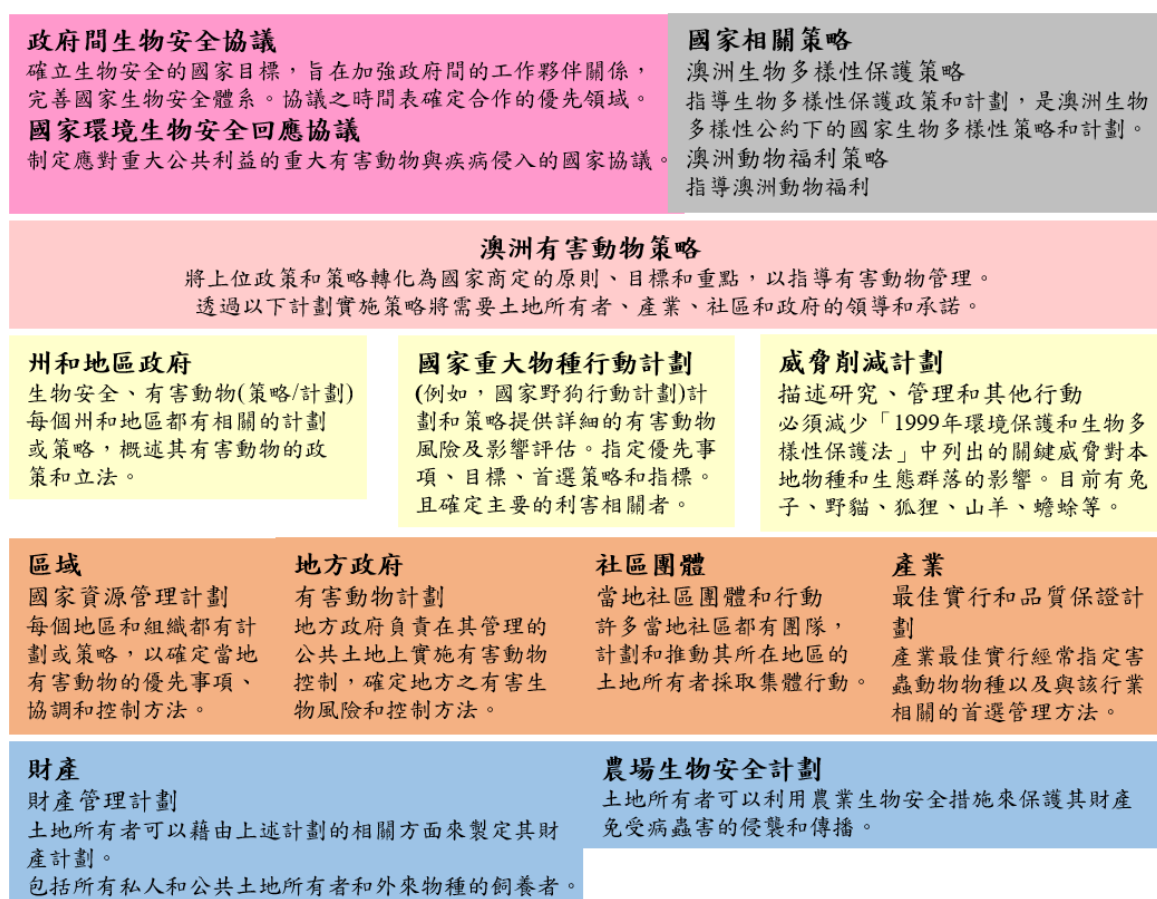 政府間生物安全協議
確立生物安全的國家目標，旨在加強政府間的工作夥伴關係，
完善國家生物安全體系。協議之時間表確定合作的優先領域。
國家環境生物安全回應協議
制定應對重大公共利益的重大有害動物與疾病侵入的國家協議。
國家相關策略
澳洲生物多樣性保護策略
指導生物多樣性保護政策和計劃，是澳洲生物
多樣性公約下的國家生物多樣性策略和計劃。
澳洲動物福利策略
指導澳洲動物福利
澳洲有害動物策略
將上位政策和策略轉化為國家商定的原則、目標和重點，以指導有害動物管理。
透過以下計劃實施策略將需要土地所有者、產業、社區和政府的領導和承諾。
州和地區政府
生物安全、有害動物(策略/計劃)
每個州和地區都有相關的計劃
或策略，概述其有害動物的政
策和立法。
國家重大物種行動計劃
(例如，國家野狗行動計劃)計
劃和策略提供詳細的有害動物
風險及影響評估。指定優先事
項、目標、首選策略和指標。
且確定主要的利害相關者。
威脅削減計劃
描述研究、管理和其他行動
必須減少「1999年環境保護和生物多
樣性保護法」中列出的關鍵威脅對本
地物種和生態群落的影響。目前有兔
子、野貓、狐狸、山羊、蟾蜍等。
區域
國家資源管理計劃
每個地區和組織都有計
劃或策略，以確定當地
有害動物的優先事項、
協調和控制方法。
地方政府
有害動物計劃
地方政府負責在其管理的
公共土地上實施有害動物
控制，確定地方之有害生
物風險和控制方法。
社區團體
當地社區團體和行動
許多當地社區都有團隊，
計劃和推動其所在地區的
土地所有者採取集體行動。
產業
最佳實行和品質保證計
劃
產業最佳實行經常指定害
蟲動物物種以及與該行業
相關的首選管理方法。
財產
財產管理計劃
土地所有者可以藉由上述計劃的相關方面來製定其財
產計劃。
包括所有私人和公共土地所有者和外來物種的飼養者。
農場生物安全計劃
土地所有者可以利用農業生物安全措施來保護其財產
免受病蟲害的侵襲和傳播。